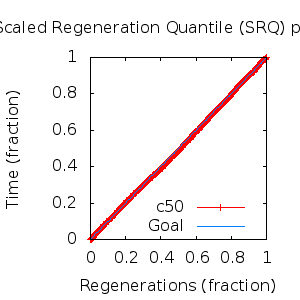 Scaled Regeneration Quantile (SRQ) p
1
0.8
0.6
0.4
0.2
0
Time (fraction)
c50
Goal
0 0.2 0.4 0.6 0.8 1
Regenerations (fraction)